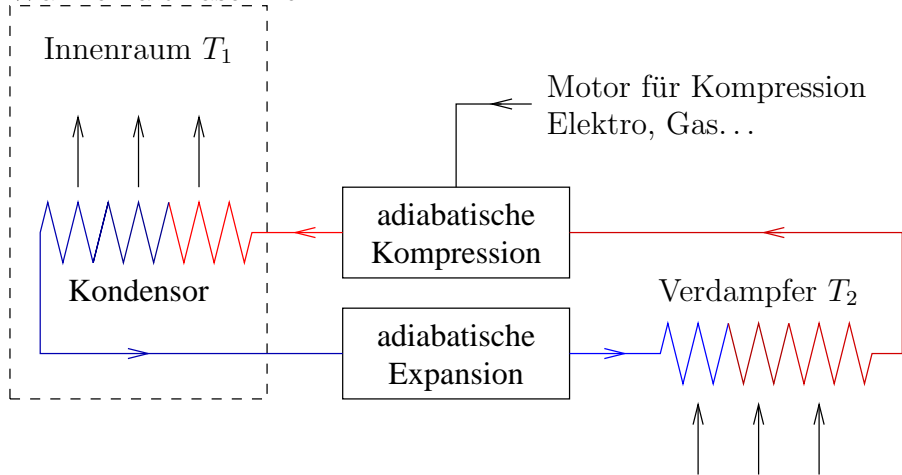 Innenraum T₁
Motor für Kompression
Elektro, Gas…
adiabatische
Kompression
Kondensor
Verdampfer T₂
adiabatische
Expansion